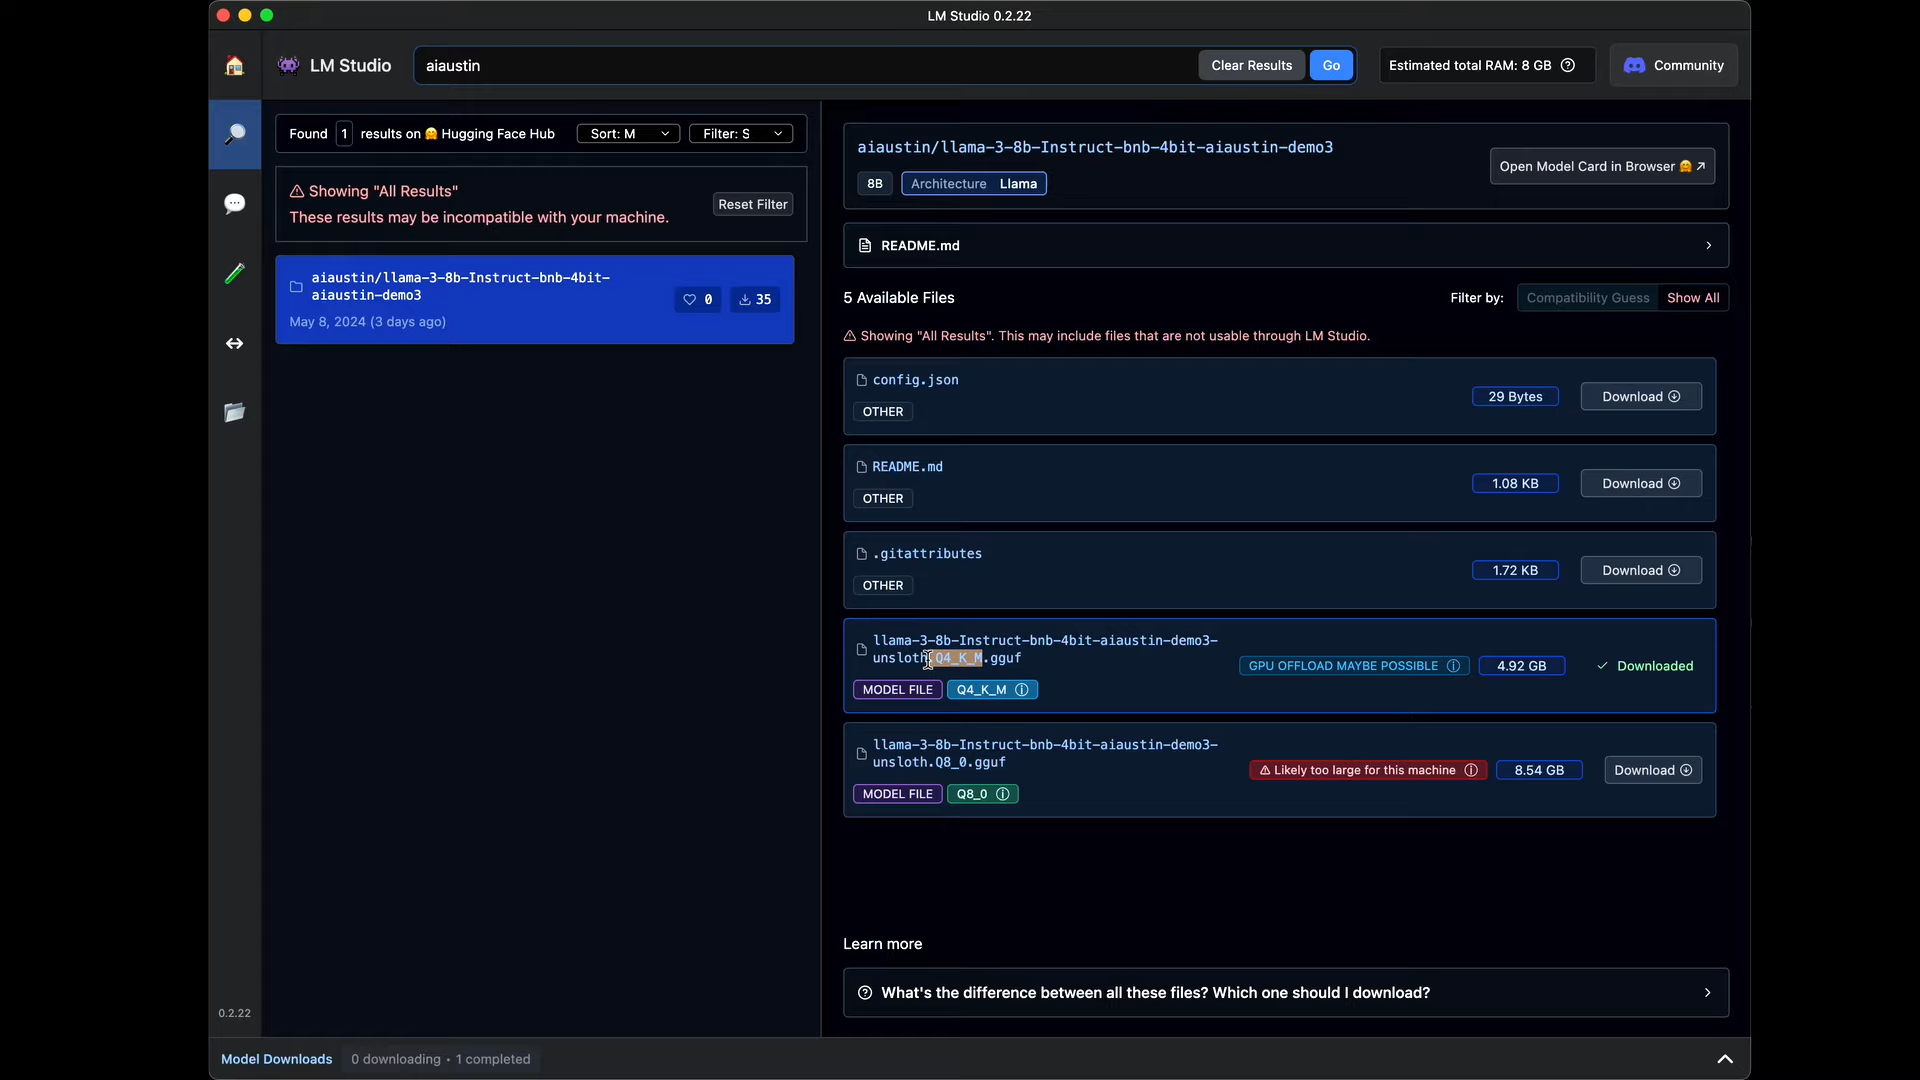 LM Studio 0.2.22
LM Studio
aiaustin
Clear Results
Go
Estimated total RAM: 8 GB
Community
Found 1 results on 🤗 Hugging Face Hub
Sort: M
Filter: S
Showing "All Results"
These results may be incompatible with your machine.
Reset Filter
aiaustin/llama-3-8b-Instruct-bnb-4bit-
aiaustin-demo3
0
35
May 8, 2024 (3 days ago)
aiaustin/llama-3-8b-Instruct-bnb-4bit-aiaustin-demo3
8B
Architecture Llama
Open Model Card in Browser 🤗 ↗
README.md
5 Available Files
Filter by:
Compatibility Guess
Show All
Showing "All Results". This may include files that are not usable through LM Studio.
config.json
OTHER
29 Bytes
Download
README.md
OTHER
1.08 KB
Download
.gitattributes
OTHER
1.72 KB
Download
llama-3-8b-Instruct-bnb-4bit-aiaustin-demo3-
unsloth.Q4_K_M.gguf
MODEL FILE
Q4_K_M
GPU OFFLOAD MAYBE POSSIBLE
4.92 GB
Downloaded
llama-3-8b-Instruct-bnb-4bit-aiaustin-demo3-
unsloth.Q8_0.gguf
MODEL FILE
Q8_0
Likely too large for this machine
8.54 GB
Download
Learn more
What's the difference between all these files? Which one should I download?
0.2.22
Model Downloads
0 downloading • 1 completed